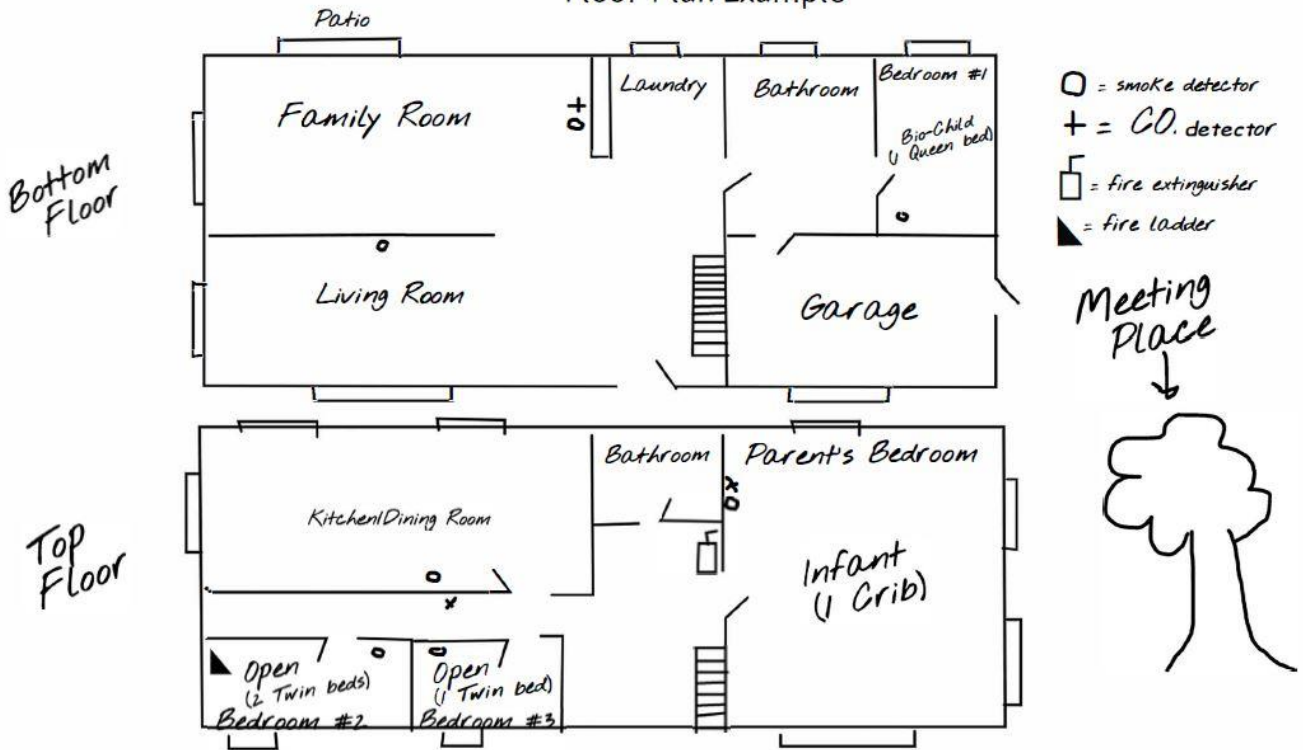 Floor Plan Example
Patio
Family Room
Laundry
Bathroom
Bedroom #1
Bio-Child
(1 Queen bed)
Bottom
Floor
Living Room
Garage
= smoke detector
+ = CO. detector
= fire extinguisher
= fire ladder
Meeting
Place
Top
Floor
Kitchen/Dining Room
Bathroom
Parent's Bedroom
Infant
(1 Crib)
Open
(2 Twin beds)
Bedroom #2
Open
(1 Twin bed)
Bedroom #3